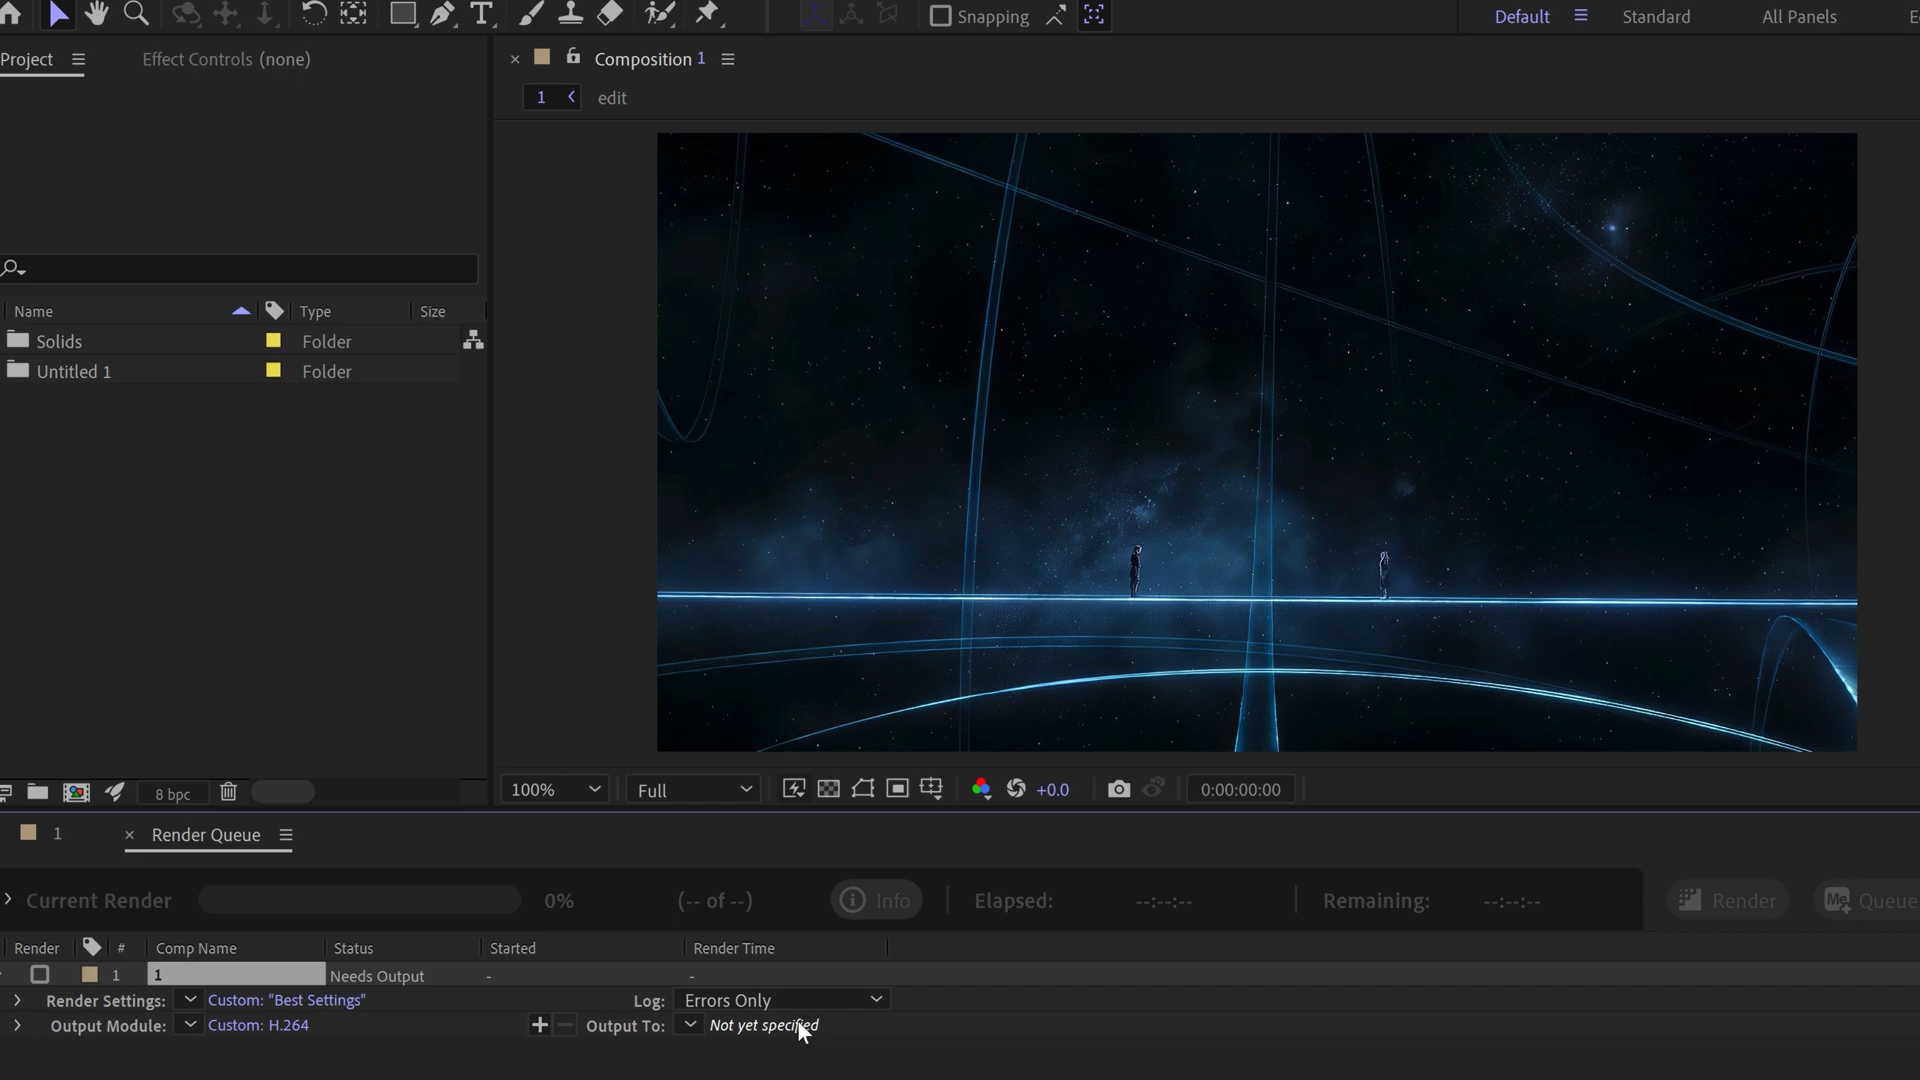 Snapping Default Standard All Panels
Project Effect Controls (none) Composition 1
1 edit
Name Type Size
Solids Folder
Untitled 1 Folder
8 bpc 100% Full +0.0 0:00:00:00
1 Render Queue
Current Render 0% (-- of --) Info Elapsed: --:--:-- Remaining: --:--:-- Render Me Queue
Render # Comp Name Status Started Render Time
1 1 Needs Output - -
Render Settings: Custom: "Best Settings" Log: Errors Only
Output Module: Custom: H.264 Output To: Not yet specified